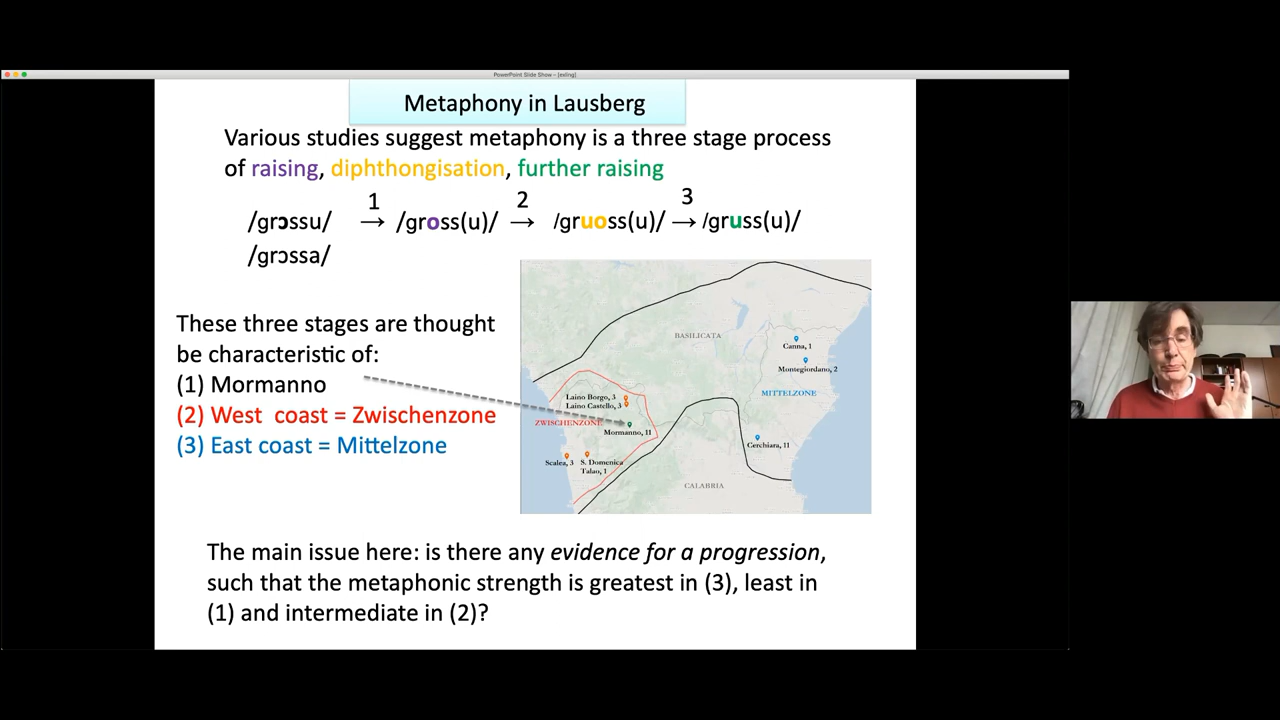 PowerPoint Slide Show - [exling]
Metaphony in Lausberg
Various studies suggest metaphony is a three stage process
of raising, diphthongisation, further raising
1 2 3
/grɔssu/ → /gross(u)/ → /gruoss(u)/ → /gruss(u)/
/grɔssa/
These three stages are thought
be characteristic of:
(1) Mormanno
(2) West coast = Zwischenzone
(3) East coast = Mittelzone
BASILICATA
Canna, 1
Montegiordano, 2
MITTELZONE
Laino Borgo, 3
Laino Castello, 3
ZWISCHENZONE
Mormanno, 11
Cerchiara, 11
Scalea, 3
S. Domenica
Talao, 1
CALABRIA
The main issue here: is there any evidence for a progression,
such that the metaphonic strength is greatest in (3), least in
(1) and intermediate in (2)?